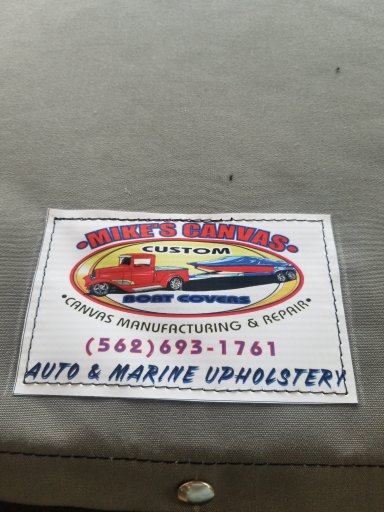 •MIKE'S CANVAS•
CUSTOM
BOAT COVERS
•CANVAS MANUFACTURING & REPAIR•
(562)693-1761
AUTO & MARINE UPHOLSTERY